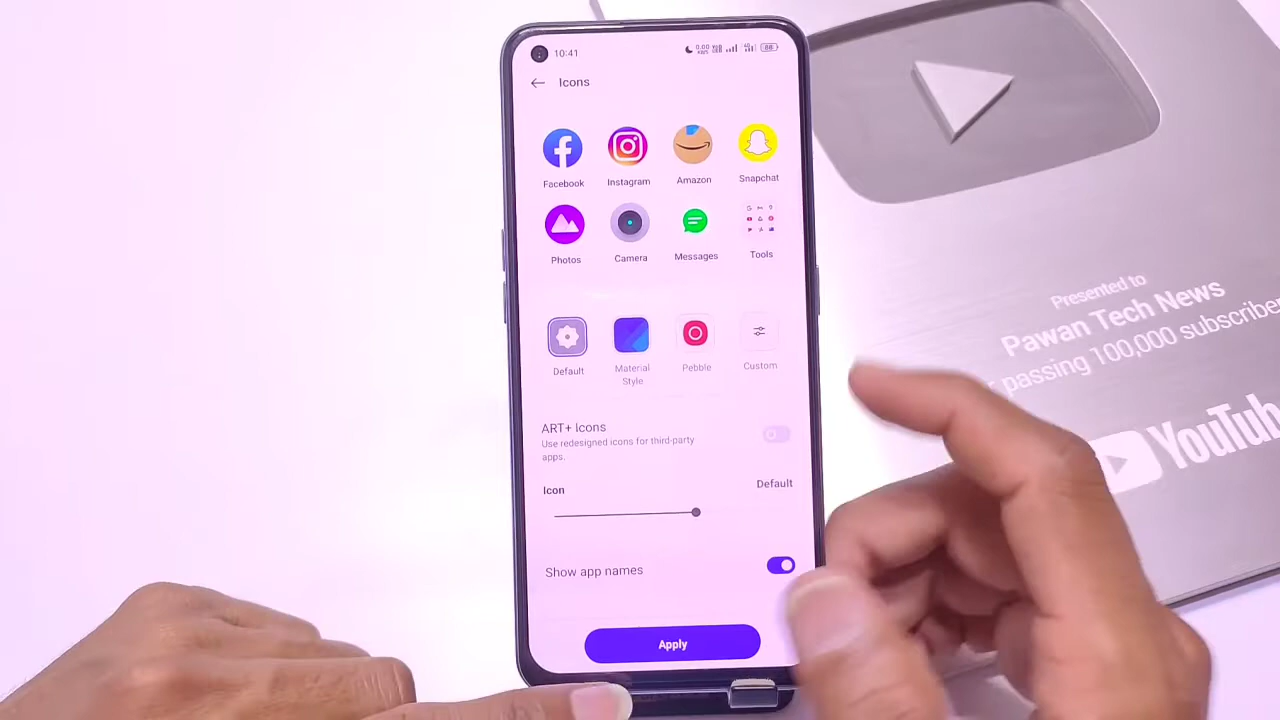 10:41
Icons
Facebook
Instagram
Amazon
Snapchat
Photos
Camera
Messages
Tools
Default
Material
Style
Pebble
Custom
ART+ Icons
Use redesigned icons for third-party
apps.
Icon
Default
Show app names
Apply
Presented to
Pawan Tech News
passing 100,000 subscribe
YouTub